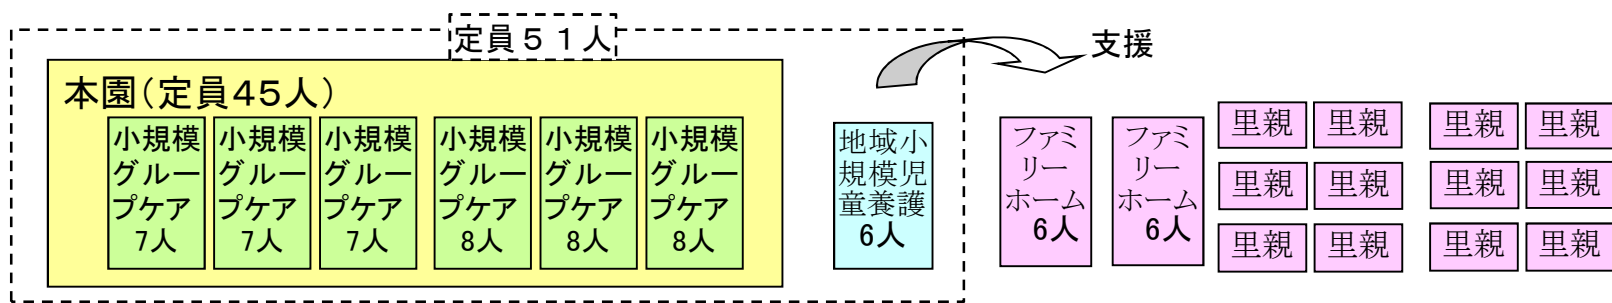 定員５１人
支援
本園（定員４５人）
小規模
グルー
プケア
7人
小規模
グルー
プケア
7人
小規模
グルー
プケア
7人
小規模
グルー
プケア
8人
小規模
グルー
プケア
8人
小規模
グルー
プケア
8人
地域小
規模児
童養護
6人
ファミ
リー
ホーム
6人
ファミ
リー
ホーム
6人
里親
里親
里親
里親
里親
里親
里親
里親
里親
里親
里親
里親